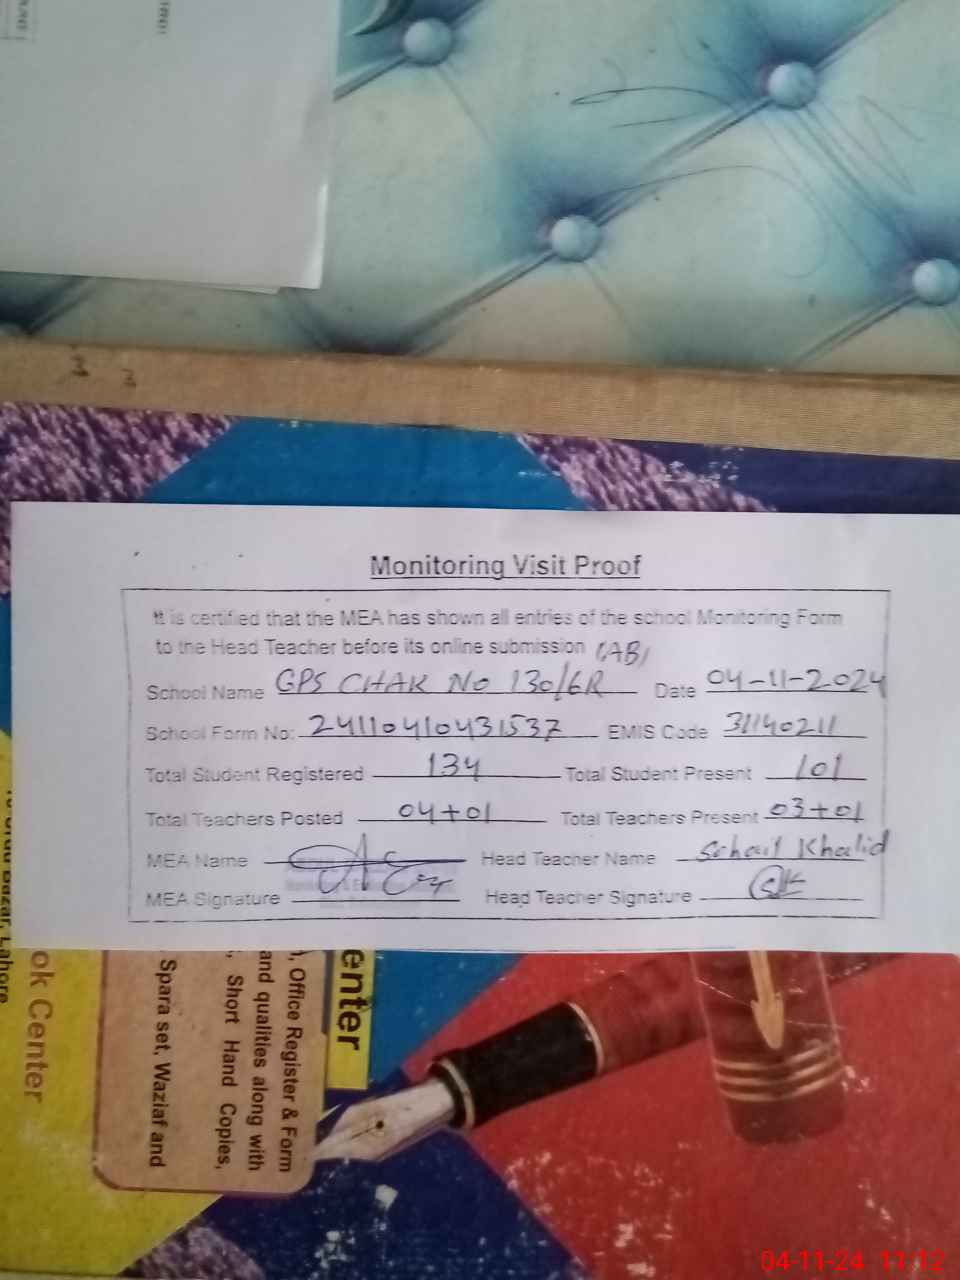 Monitoring Visit Proof
It is certified that the MEA has shown all entries of the school Monitoring Form
to the Head Teacher before its online submission (AB)
School Name GPS CHAK No 130/6R Date 04-11-2024
School Form No: 24110410431537 EMIS Code 31140211
Total Student Registered 134 Total Student Present 101
Total Teachers Posted 04+01 Total Teachers Present 03+01
MEA Name Head Teacher Name Sohail Khalid
MEA Signature Head Teacher Signature SK
enter
, Office Register & Form
and qualities along with
, Short Hand Copies,
Spara set, Waziaf and
ok Center
Bazar, Lahore
04-11-24 11:12